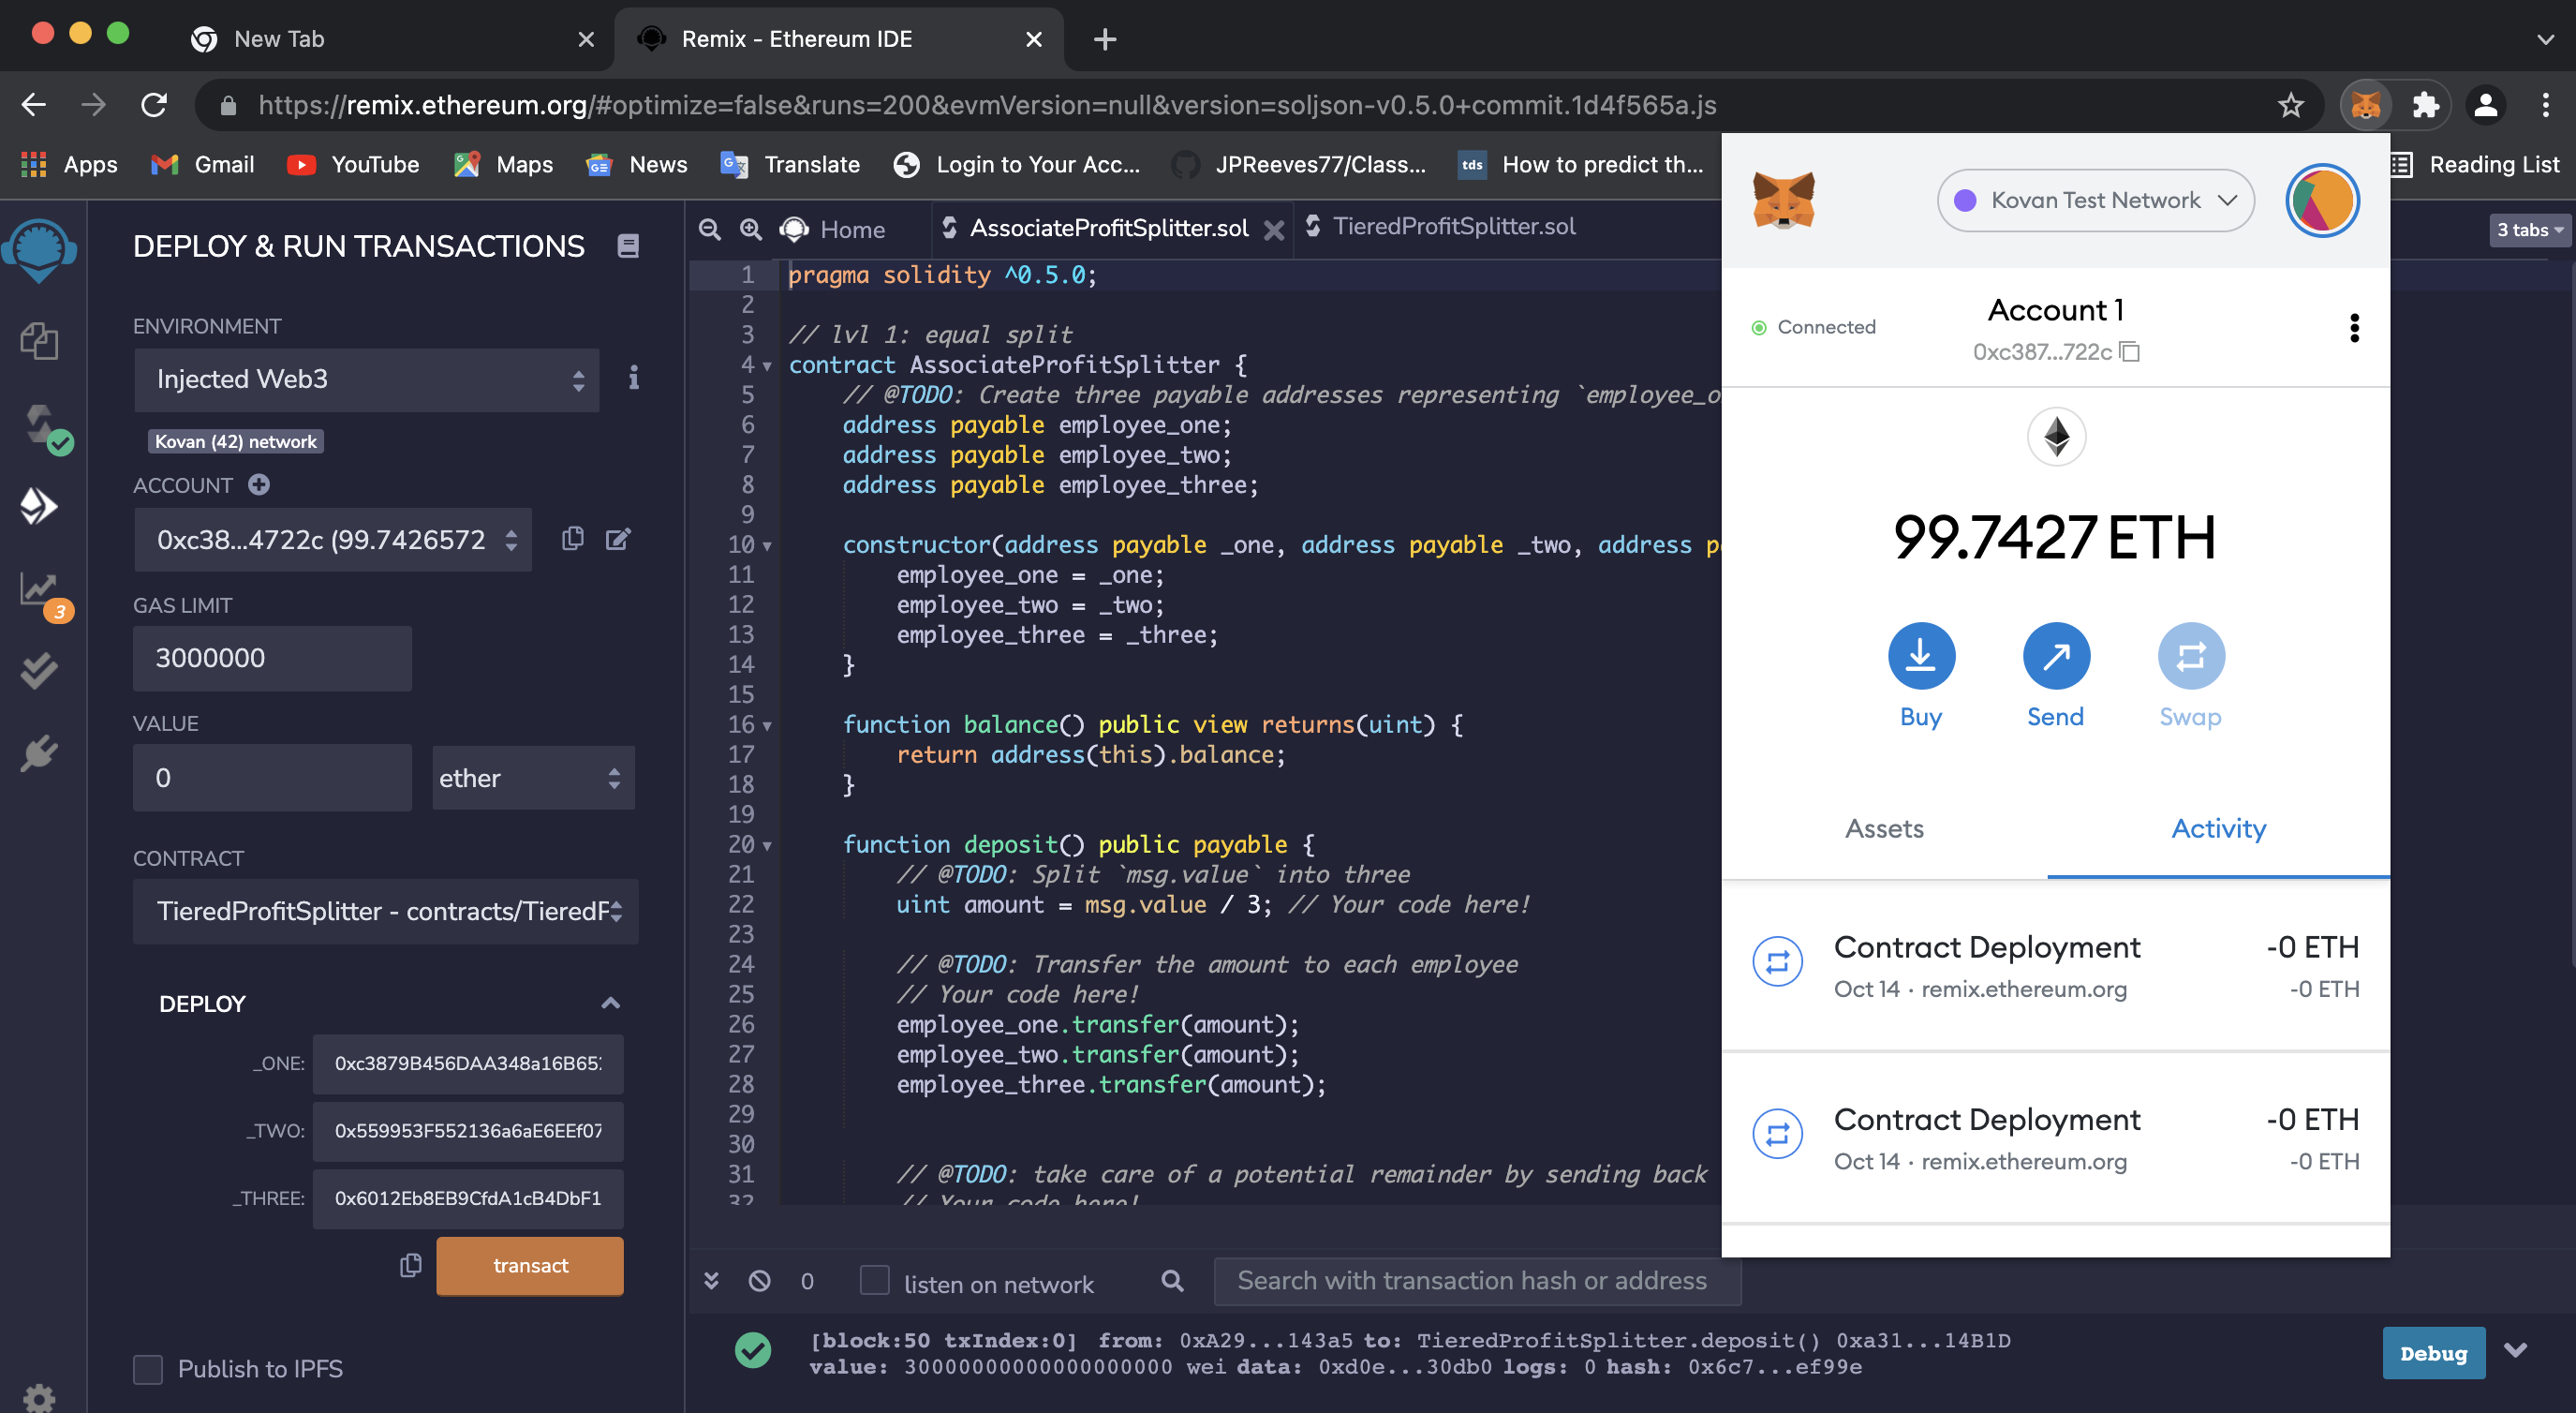 New Tab
Remix - Ethereum IDE
https://remix.ethereum.org/#optimize=false&runs=200&evmVersion=null&version=soljson-v0.5.0+commit.1d4f565a.js
Apps
Gmail
YouTube
Maps
News
Translate
Login to Your Acc...
JPReeves77/Class...
tds
How to predict th...
Reading List
DEPLOY & RUN TRANSACTIONS
ENVIRONMENT
Injected Web3
Kovan (42) network
ACCOUNT
0xc38...4722c (99.7426572
GAS LIMIT
3000000
VALUE
0
ether
CONTRACT
TieredProfitSplitter - contracts/TieredF
DEPLOY
_ONE:
0xc3879B456DAA348a16B65:
_TWO:
0x559953F552136a6aE6EEf07
_THREE:
0x6012Eb8EB9CfdA1cB4DbF1
transact
Publish to IPFS
3
Home
AssociateProfitSplitter.sol
TieredProfitSplitter.sol
3 tabs
1 pragma solidity ^0.5.0;
2
3 // lvl 1: equal split
4 contract AssociateProfitSplitter {
5 // @TODO: Create three payable addresses representing `employee_o
6 address payable employee_one;
7 address payable employee_two;
8 address payable employee_three;
9
10 constructor(address payable _one, address payable _two, address p
11 employee_one = _one;
12 employee_two = _two;
13 employee_three = _three;
14 }
15
16 function balance() public view returns(uint) {
17 return address(this).balance;
18 }
19
20 function deposit() public payable {
21 // @TODO: Split `msg.value` into three
22 uint amount = msg.value / 3; // Your code here!
23
24 // @TODO: Transfer the amount to each employee
25 // Your code here!
26 employee_one.transfer(amount);
27 employee_two.transfer(amount);
28 employee_three.transfer(amount);
29
30
31 // @TODO: take care of a potential remainder by sending back
32 // Your code here!
0
listen on network
Search with transaction hash or address
[block:50 txIndex:0] from: 0xA29...143a5 to: TieredProfitSplitter.deposit() 0xa31...14B1D
value: 30000000000000000000 wei data: 0xd0e...30db0 logs: 0 hash: 0x6c7...ef99e
Debug
Kovan Test Network
Connected
Account 1
0xc387...722c
99.7427 ETH
Buy
Send
Swap
Assets
Activity
Contract Deployment
-0 ETH
Oct 14 · remix.ethereum.org
-0 ETH
Contract Deployment
-0 ETH
Oct 14 · remix.ethereum.org
-0 ETH